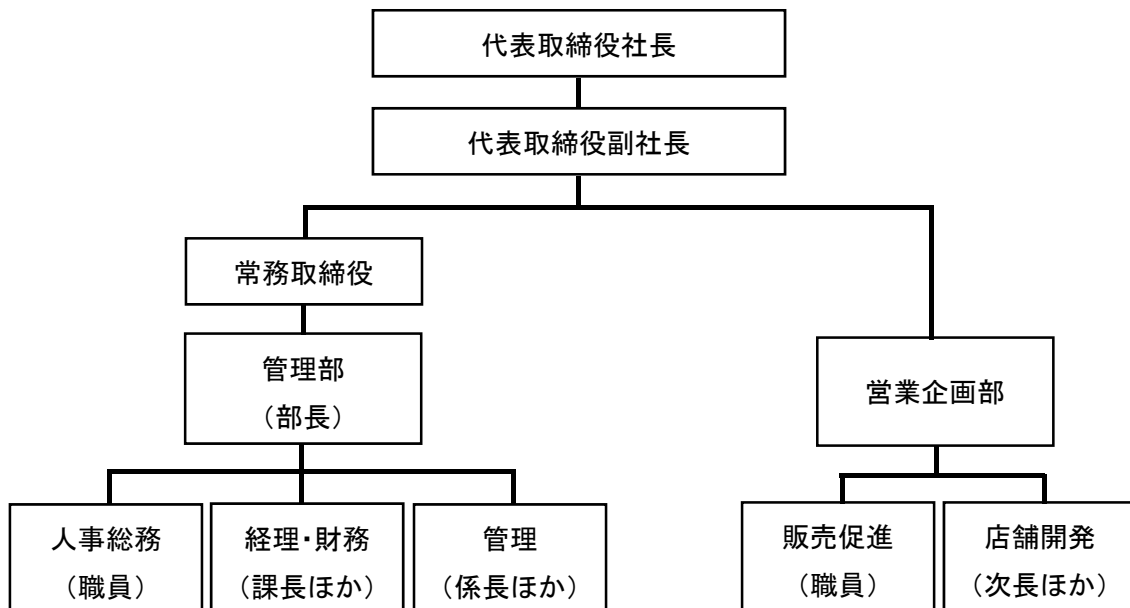 代表取締役社長
代表取締役副社長
常務取締役
管理部
（部長）
営業企画部
人事総務
（職員）
経理・財務
（課長ほか）
管理
（係長ほか）
販売促進
（職員）
店舗開発
（次長ほか）